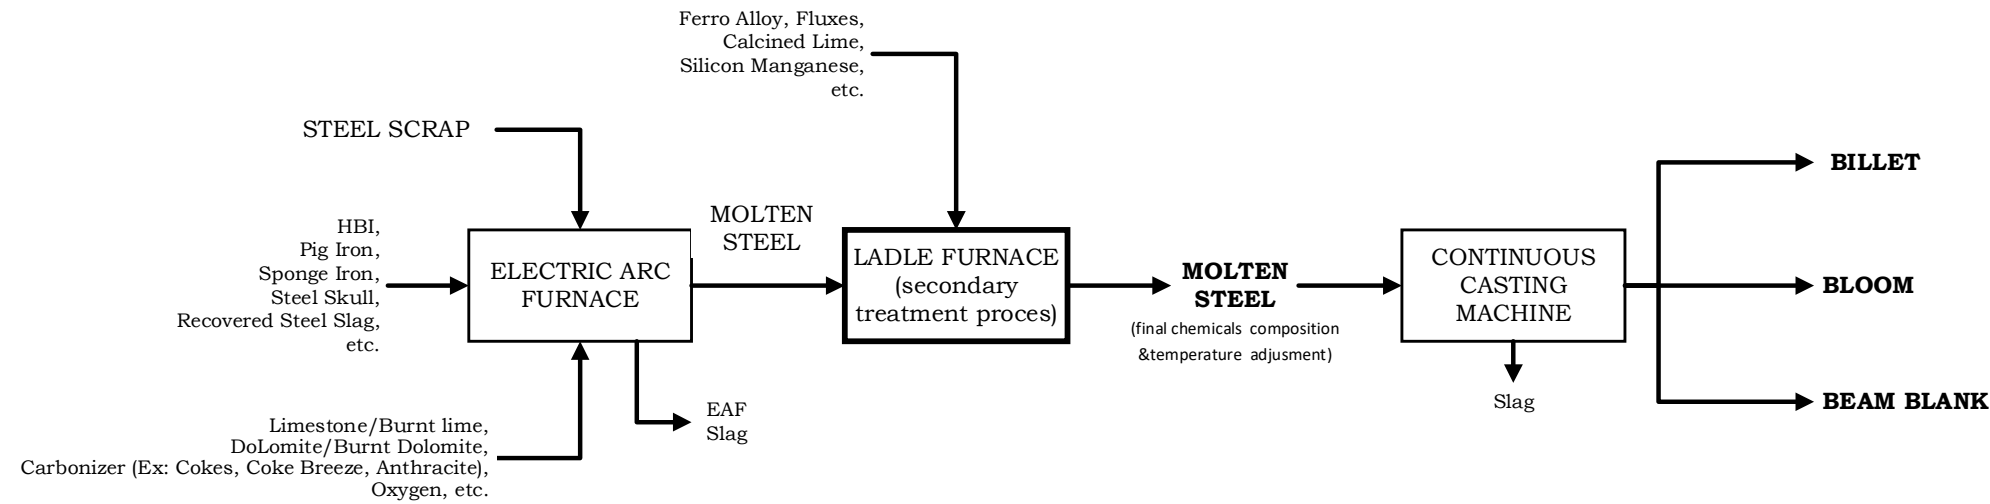 Ferro Alloy, Fluxes,
Calcined Lime,
Silicon Manganese,
etc.
STEEL SCRAP
HBI,
Pig Iron,
Sponge Iron,
Steel Skull,
Recovered Steel Slag,
etc.
Limestone/Burnt lime,
DoLomite/Burnt Dolomite,
Carbonizer (Ex: Cokes, Coke Breeze, Anthracite),
Oxygen, etc.
ELECTRIC ARC
FURNACE
EAF
Slag
MOLTEN
STEEL
LADLE FURNACE
(secondary
treatment proces)
MOLTEN
STEEL
(final chemicals composition
&temperature adjusment)
CONTINUOUS
CASTING
MACHINE
Slag
BILLET
BLOOM
BEAM BLANK